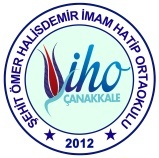 ŞEHİT ÖMER HALİSDEMİR İMAM HATİP ORTAOKULU
iho
ÇANAKKALE
2012